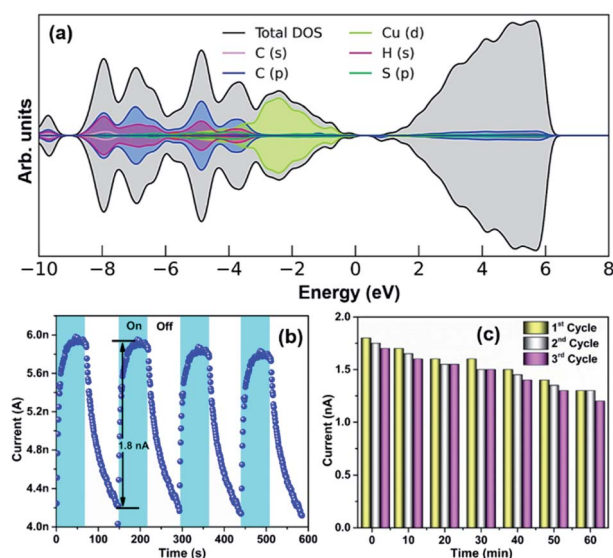 (a)
Total DOS
C (s)
C (p)
Cu (d)
H (s)
S (p)
Arb. units
−10 −8 −6 −4 −2 0 2 4 6 8
Energy (eV)
(b)
On Off
1.8 nA
Current (A)
6.0n
5.6n
5.2n
4.8n
4.4n
4.0n
0 100 200 300 400 500 600
Time (s)
(c)
1st Cycle
2nd Cycle
3rd Cycle
Current (nA)
2.0
1.5
1.0
0.5
0.0
0 10 20 30 40 50 60
Time (min)